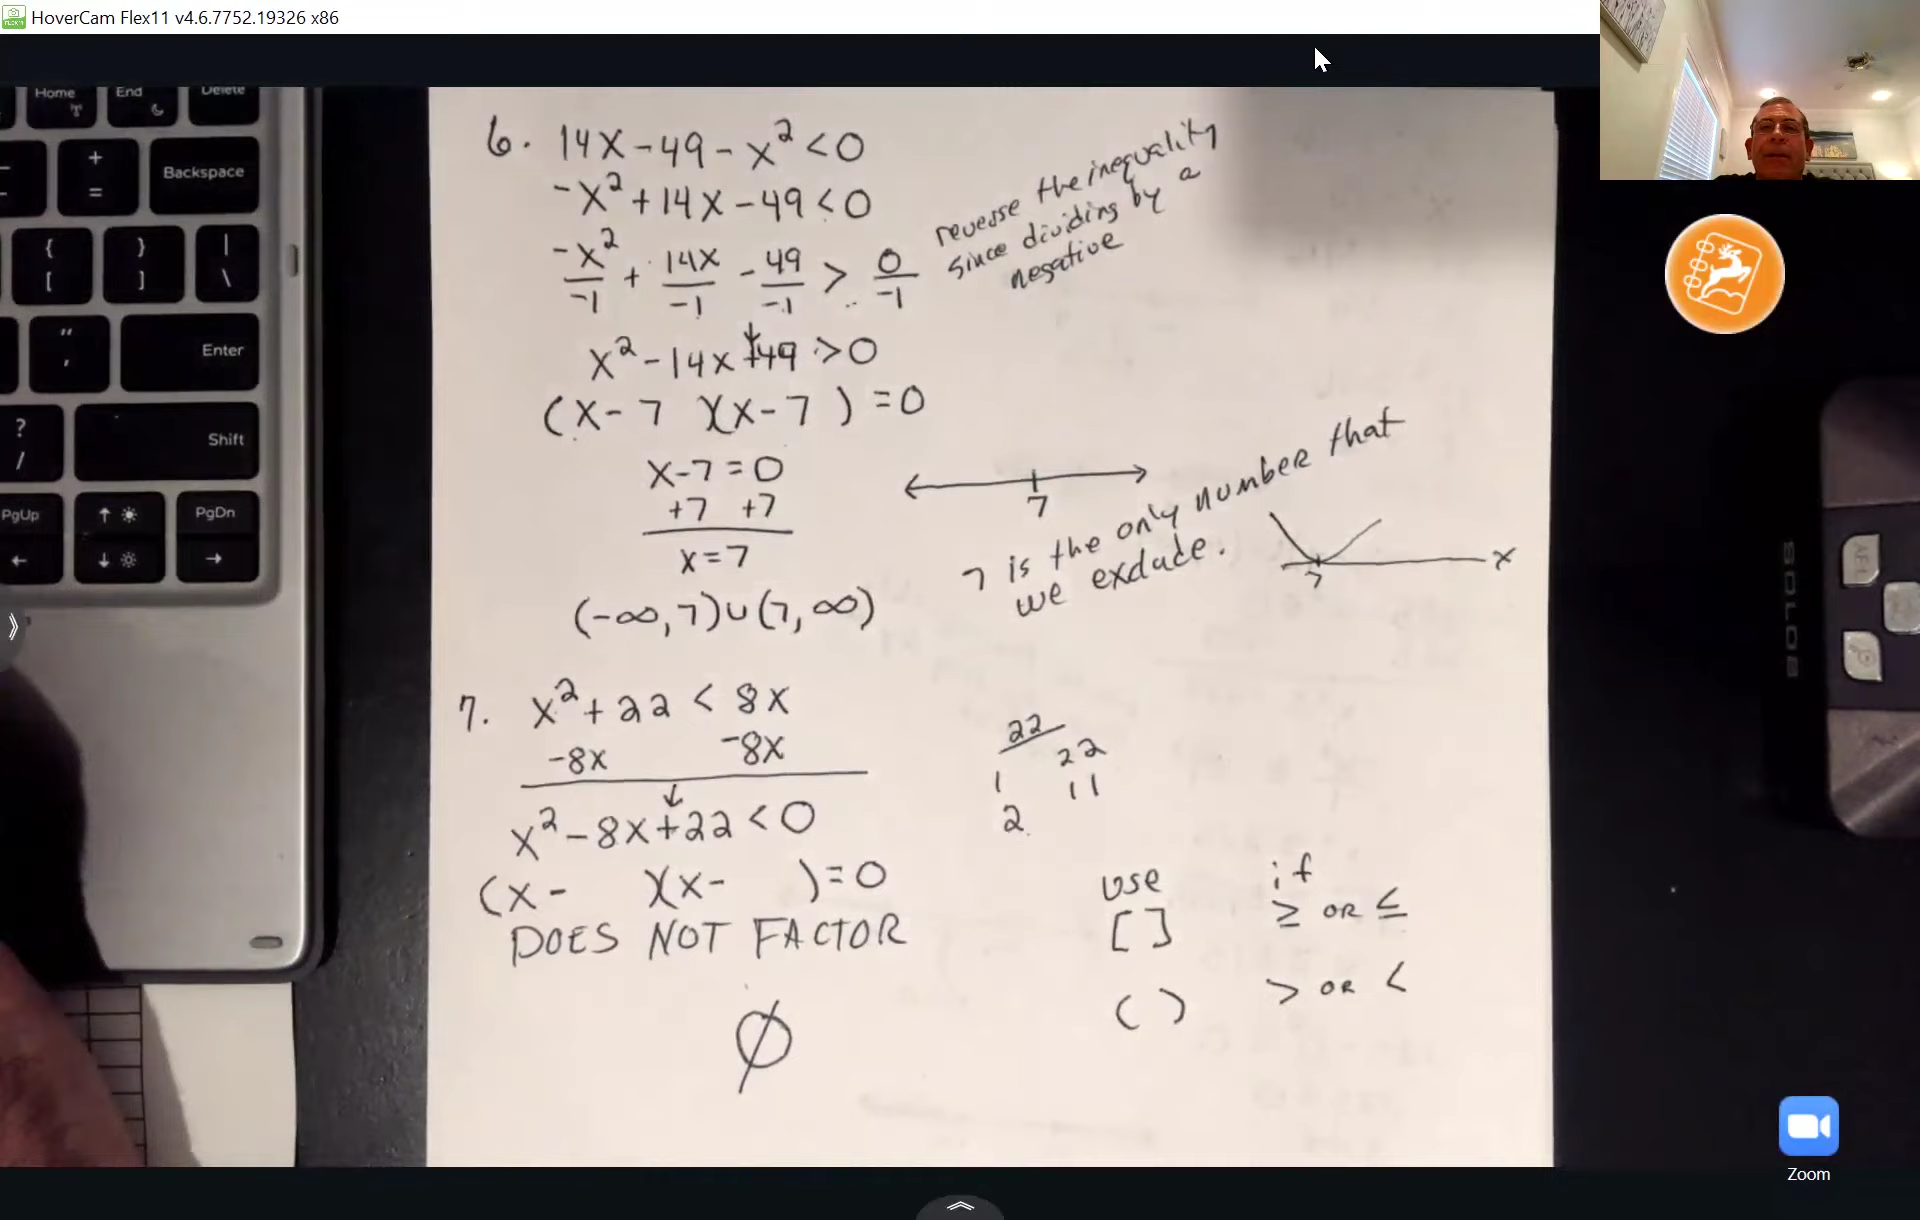 HoverCam Flex11 v4.6.7752.19326 x86
FLEX11
Home End Delete
+ =
Backspace
{ [ } ] | \
" ,
Enter
? /
Shift
PgUp ↑ PgDn
← ↓ →
6. 14x - 49 - x² < 0
-x² + 14x - 49 < 0
-x²/-1 + 14x/-1 - 49/-1 > 0/-1
reverse the inequality
since dividing by a
negative
x² - 14x + 49 > 0
(x - 7 )(x - 7 ) = 0
x - 7 = 0
+7 +7
x = 7
(-∞, 7) ∪ (7, ∞)
7
7 is the only number that
we exclude.
7 x
7. x² + 22 < 8x
-8x -8x
x² - 8x + 22 < 0
(x - )(x - ) = 0
DOES NOT FACTOR
∅
22
1 22
2 11
use if
[ ] ≥ OR ≤
( ) > OR <
AF
Zoom